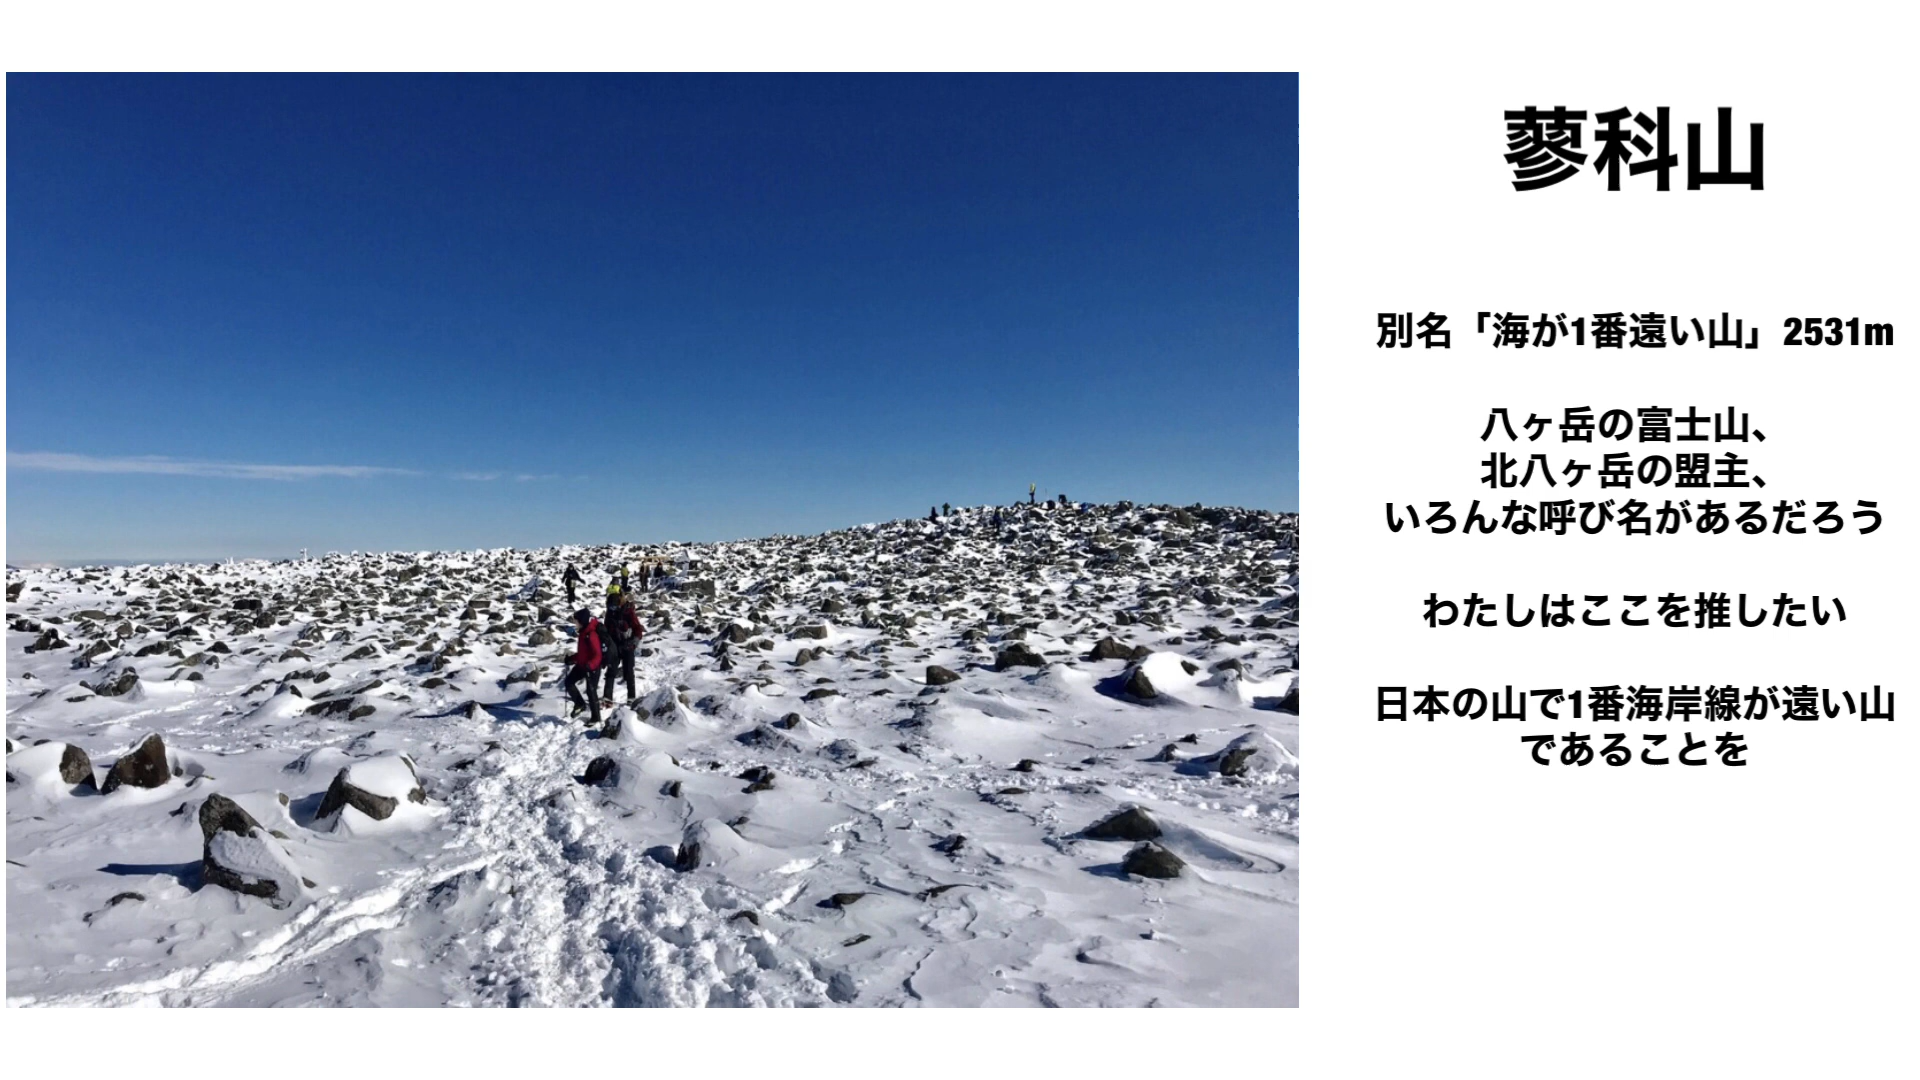 蓼科山
別名「海が1番遠い山」2531m
八ヶ岳の富士山、
北八ヶ岳の盟主、
いろんな呼び名があるだろう
わたしはここを推したい
日本の山で1番海岸線が遠い山
であることを